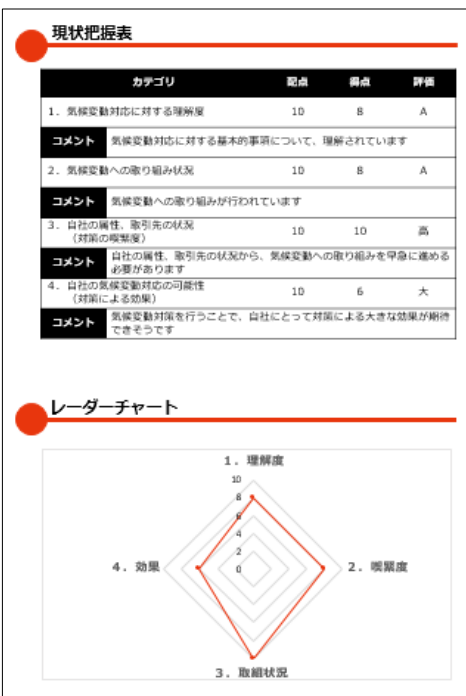 現状把握表
カテゴリ 配点 得点 評価
1. 気候変動対応に対する理解度 10 8 A
コメント 気候変動対応に対する基本的事項について、理解されています
2. 気候変動への取り組み状況 10 8 A
コメント 気候変動への取り組みが行われています
3. 自社の属性、取引先の状況
(対策の喫緊度) 10 10 高
コメント 自社の属性、取引先の状況から、気候変動への取り組みを早急に進める
必要があります
4. 自社の気候変動対応の可能性
(対策による効果) 10 6 大
コメント 気候変動対策を行うことで、自社にとって対策による大きな効果が期待
できそうです
レーダーチャート
1. 理解度
10
8
6
4
2
0
4. 効果
2. 喫緊度
3. 取組状況